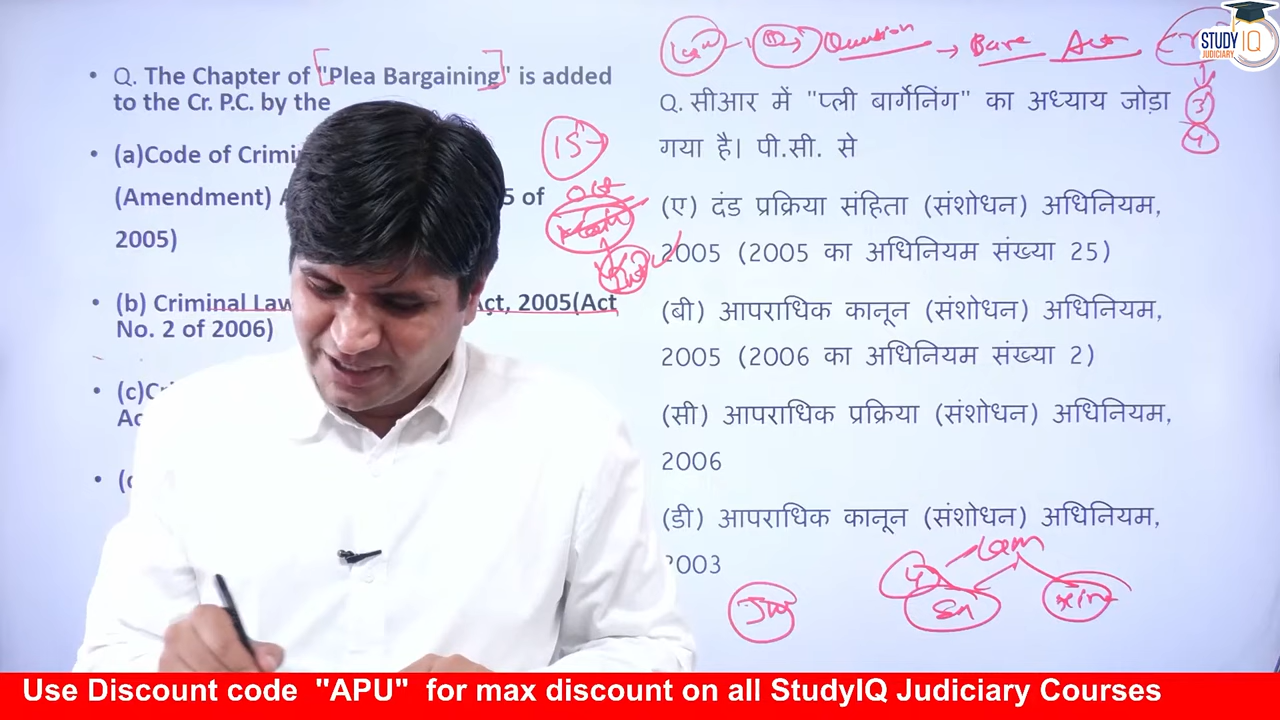 Q. The Chapter of "Plea Bargaining" is added
to the Cr. P.C. by the
(a)Code of Crimi
(Amendment) 5 of
2005)
(b) Criminal Law Act, 2005(Act
No. 2 of 2006)
(c)Cr
Ac
(d
Question → Bare Act
STUDY IQ
JUDICIARY
Q. सीआर में "प्ली बार्गेनिंग" का अध्याय जोड़ा
गया है। पी.सी. से
(ए) दंड प्रक्रिया संहिता (संशोधन) अधिनियम,
2005 (2005 का अधिनियम संख्या 25)
(बी) आपराधिक कानून (संशोधन) अधिनियम,
2005 (2006 का अधिनियम संख्या 2)
(सी) आपराधिक प्रक्रिया (संशोधन) अधिनियम,
2006
(डी) आपराधिक कानून (संशोधन) अधिनियम,
2003
15
3
4
Use Discount code "APU" for max discount on all StudyIQ Judiciary Courses